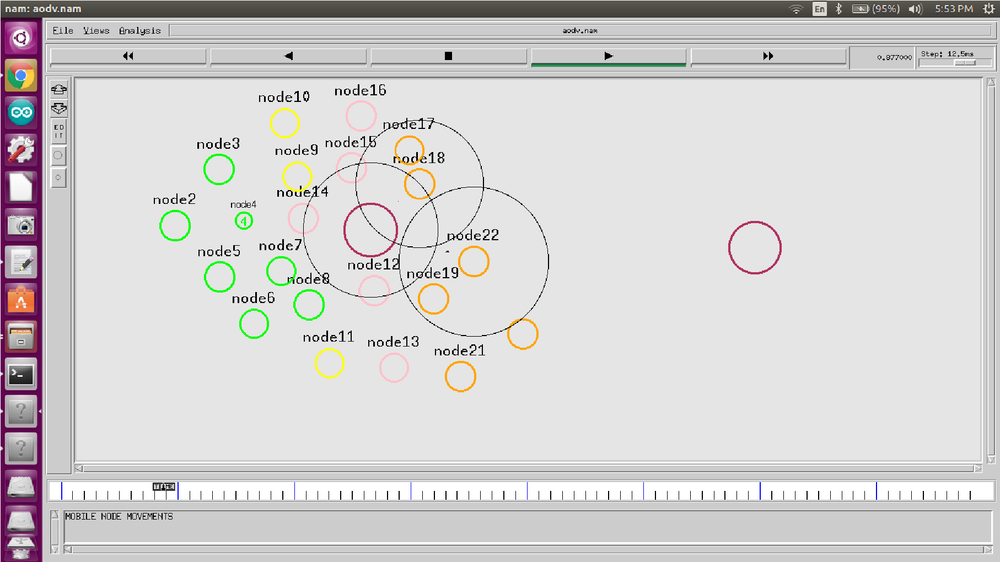 nam: aodv.nam
En
(95%)
5:53 PM
File Views Analysis
aodv.nam
0.877000
Step: 12.5ms
ED
IT
node10
node16
node17
node3
node9
node15
node18
node2
node4
4
node14
node5
node7
node22
node12
node19
node8
node6
node11
node13
node21
TIME
MOBILE NODE MOVEMENTS